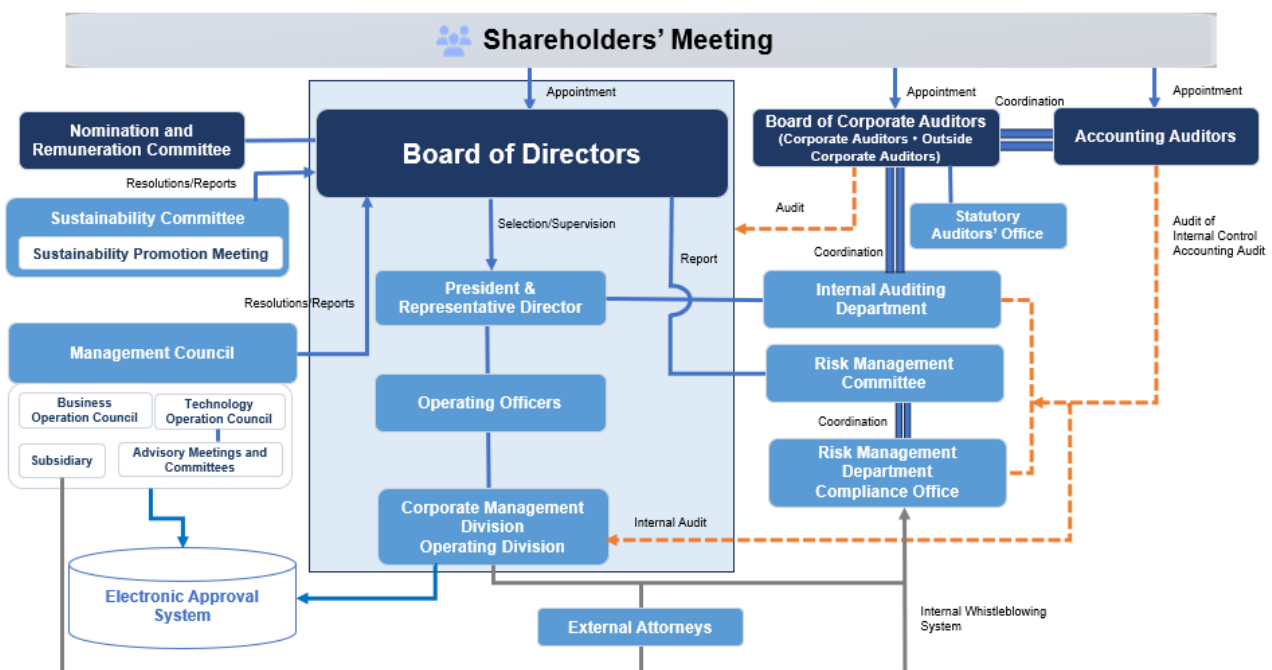 Shareholders' Meeting
Appointment
Appointment
Appointment
Coordination
Nomination and
Remuneration Committee
Board of Directors
Board of Corporate Auditors
(Corporate Auditors・Outside
Corporate Auditors)
Accounting Auditors
Resolutions/Reports
Sustainability Committee
Sustainability Promotion Meeting
Selection/Supervision
Audit
Statutory
Auditors' Office
Audit of
Internal Control
Accounting Audit
Report
Coordination
Resolutions/Reports
President &
Representative Director
Internal Auditing
Department
Management Council
Business
Operation Council
Technology
Operation Council
Subsidiary
Advisory Meetings and
Committees
Operating Officers
Risk Management
Committee
Coordination
Risk Management
Department
Compliance Office
Corporate Management
Division
Operating Division
Internal Audit
Electronic Approval
System
External Attorneys
Internal Whistleblowing
System